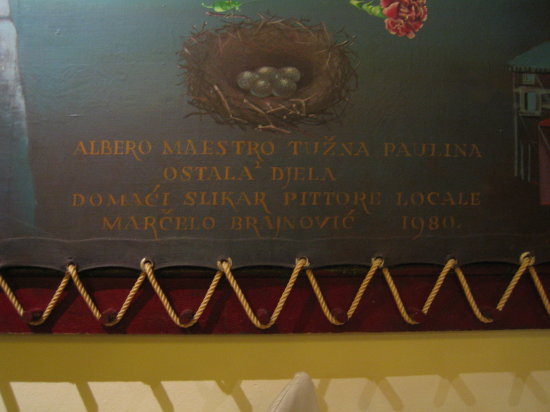 ALBERO MAESTRO TUŽNA PAULINA
OSTALA DJELA
DOMAĆI SLIKAR PITTORE LOCALE
MARČELO BRAJNOVIĆ 1980.